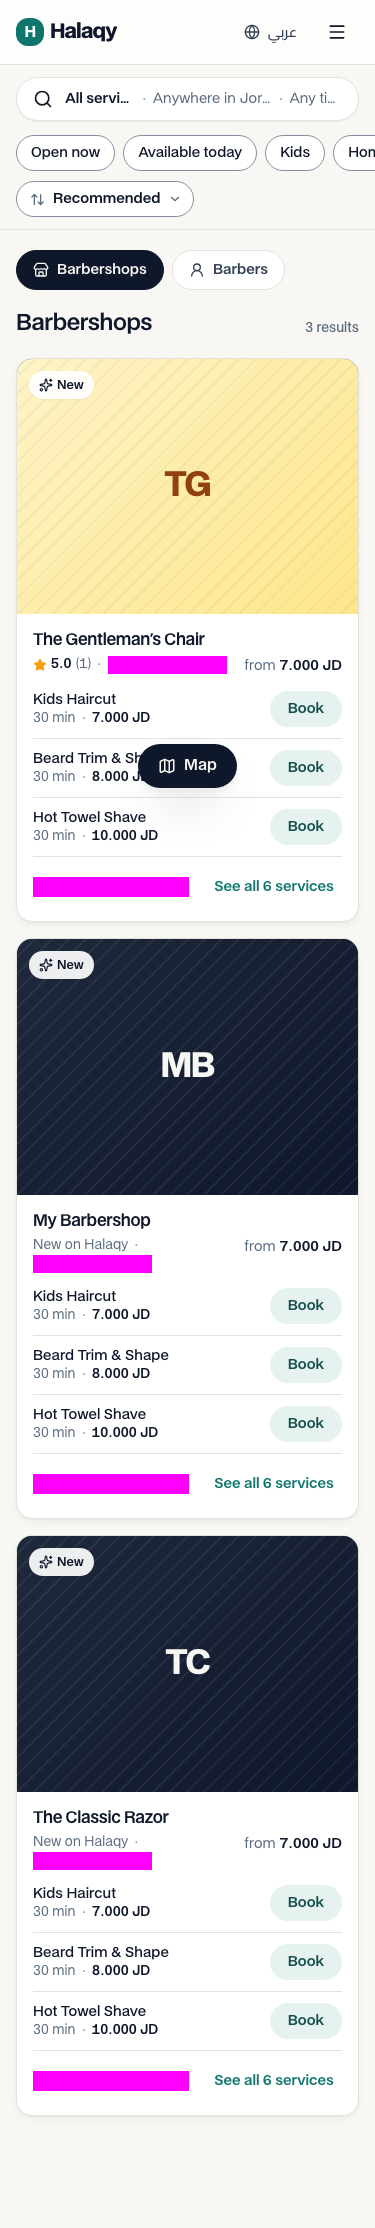 H Halaqy
عربي
All servi... · Anywhere in Jor... · Any ti...
Open now
Available today
Kids
Recommended
Barbershops
Barbers
Barbershops
3 results
New
TG
The Gentleman's Chair
5.0 (1) ·
from 7.000 JD
Kids Haircut
30 min · 7.000 JD
Book
Beard Trim & Sh
30 min · 8.000 J
Book
Map
Hot Towel Shave
30 min · 10.000 JD
Book
See all 6 services
New
MB
My Barbershop
New on Halaqy ·
from 7.000 JD
Kids Haircut
30 min · 7.000 JD
Book
Beard Trim & Shape
30 min · 8.000 JD
Book
Hot Towel Shave
30 min · 10.000 JD
Book
See all 6 services
New
TC
The Classic Razor
New on Halaqy ·
from 7.000 JD
Kids Haircut
30 min · 7.000 JD
Book
Beard Trim & Shape
30 min · 8.000 JD
Book
Hot Towel Shave
30 min · 10.000 JD
Book
See all 6 services